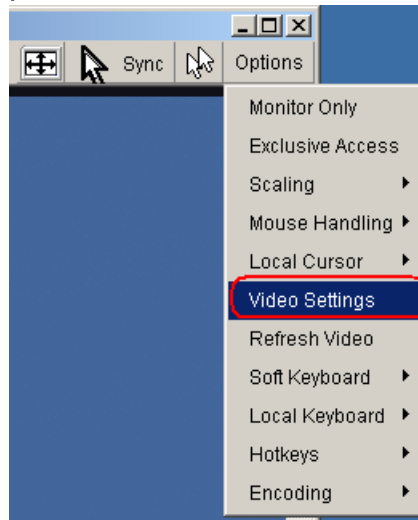 Sync Options
Monitor Only
Exclusive Access
Scaling
Mouse Handling
Local Cursor
Video Settings
Refresh Video
Soft Keyboard
Local Keyboard
Hotkeys
Encoding